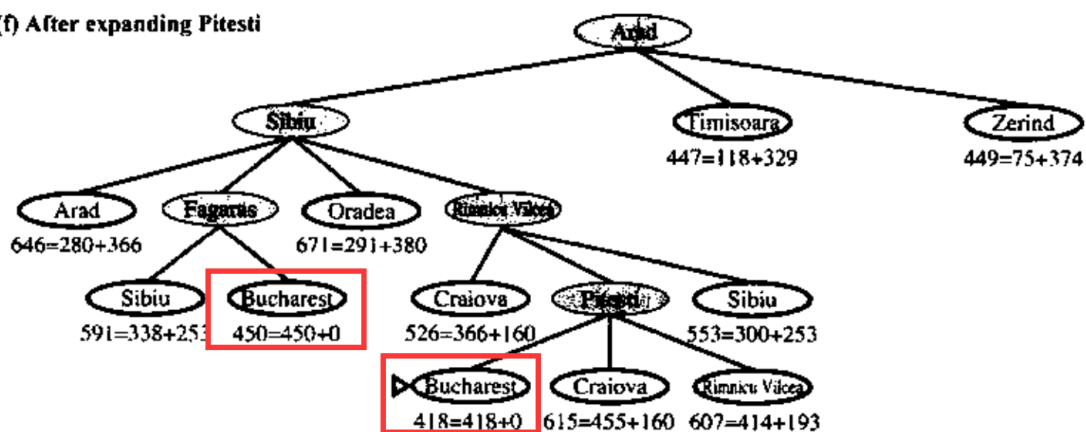 (f) After expanding Pitesti
Arad
Sibiu
Timisoara
Zerind
447=118+329
449=75+374
Arad
Fagaras
Oradea
Rimnicu Vilcea
646=280+366
671=291+380
Sibiu
Bucharest
Craiova
Pitesti
Sibiu
591=338+253
450=450+0
526=366+160
553=300+253
Bucharest
Craiova
Rimnicu Vilcea
418=418+0
615=455+160
607=414+193